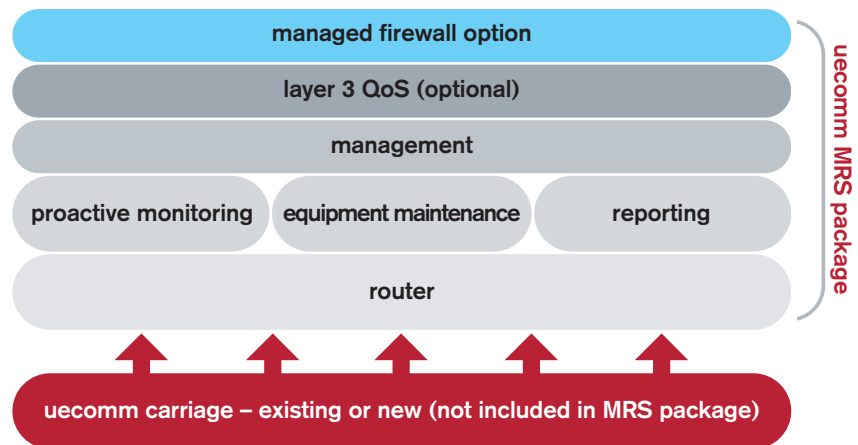 managed firewall option
layer 3 QoS (optional)
management
proactive monitoring
equipment maintenance
reporting
router
uecomm carriage – existing or new (not included in MRS package)
uecomm MRS package